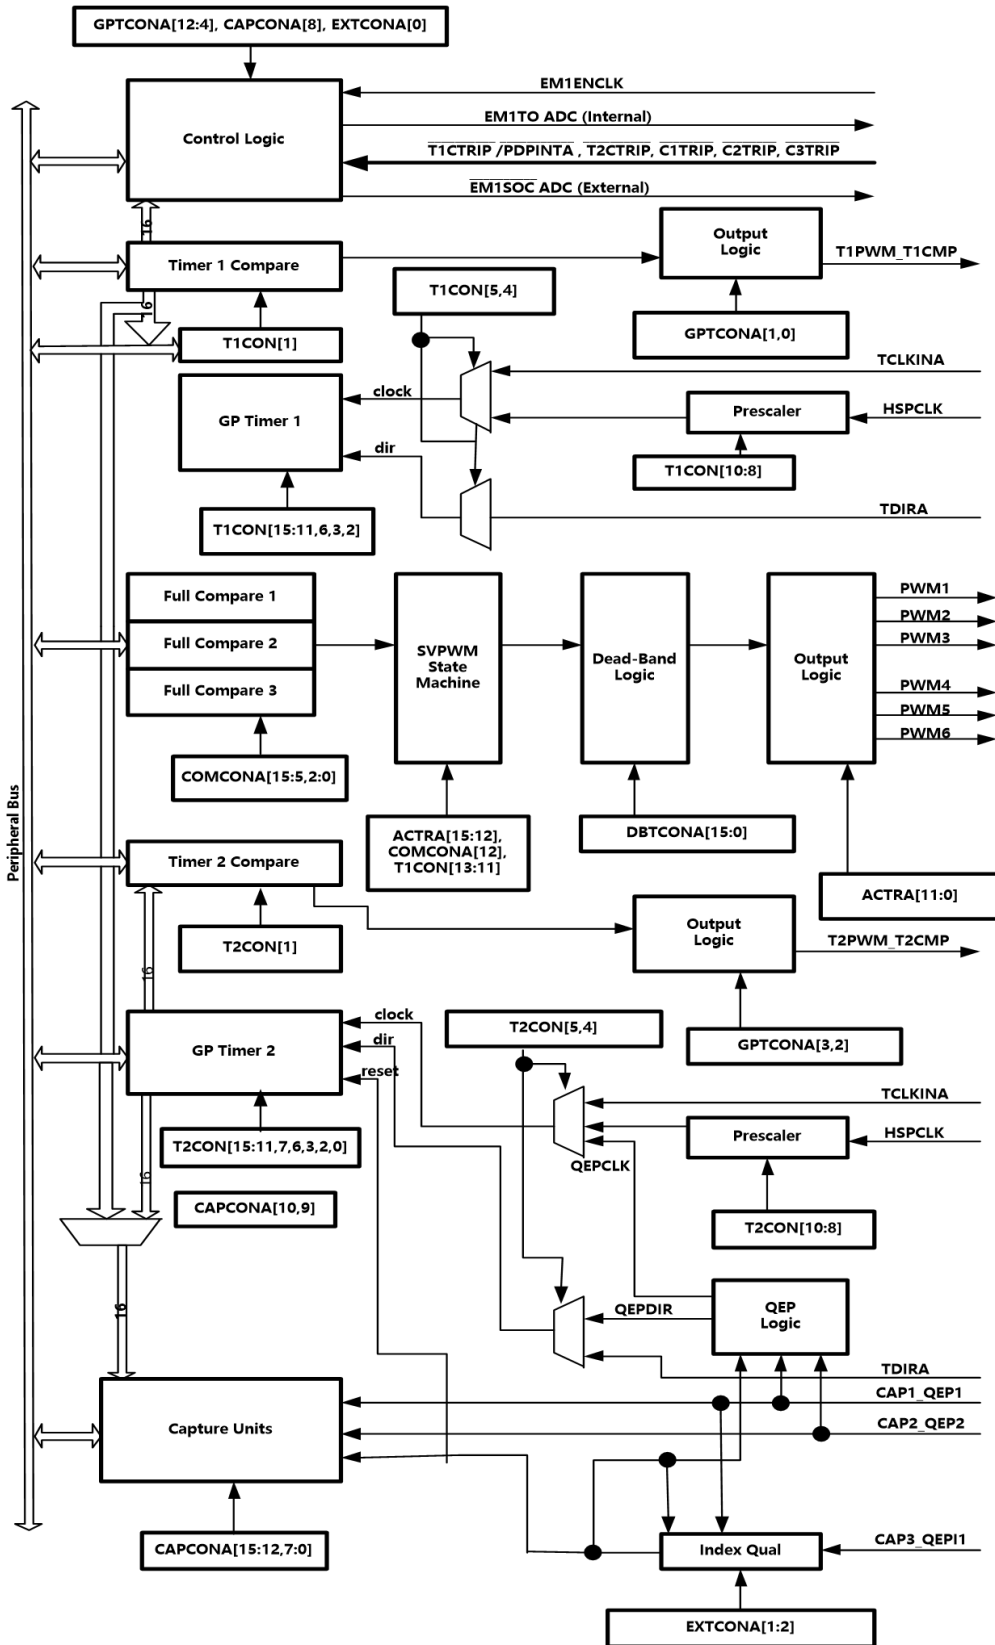 GPTCONA[12:4], CAPCONA[8], EXTCONA[0]
Control Logic
EM1ENCLK
EM1TO ADC (Internal)
T1CTRIP /PDPINTA , T2CTRIP, C1TRIP, C2TRIP, C3TRIP
EM1SOC ADC (External)
16
Timer 1 Compare
Output
Logic
T1PWM_T1CMP
16
T1CON[5,4]
GPTCONA[1,0]
T1CON[1]
TCLKINA
GP Timer 1
clock
Prescaler
HSPCLK
dir
T1CON[10:8]
T1CON[15:11,6,3,2]
TDIRA
Full Compare 1
Full Compare 2
Full Compare 3
SVPWM
State
Machine
Dead-Band
Logic
Output
Logic
PWM1
PWM2
PWM3
PWM4
PWM5
PWM6
COMCONA[15:5,2:0]
ACTRA[15:12],
COMCONA[12],
T1CON[13:11]
DBTCONA[15:0]
ACTRA[11:0]
Peripheral Bus
Timer 2 Compare
T2CON[1]
Output
Logic
T2PWM_T2CMP
16
GP Timer 2
clock
dir
reset
T2CON[5,4]
GPTCONA[3,2]
TCLKINA
T2CON[15:11,7,6,3,2,0]
Prescaler
HSPCLK
QEPCLK
16
CAPCONA[10,9]
T2CON[10:8]
16
QEPDIR
QEP
Logic
TDIRA
Capture Units
CAP1_QEP1
CAP2_QEP2
CAPCONA[15:12,7:0]
Index Qual
CAP3_QEPI1
EXTCONA[1:2]